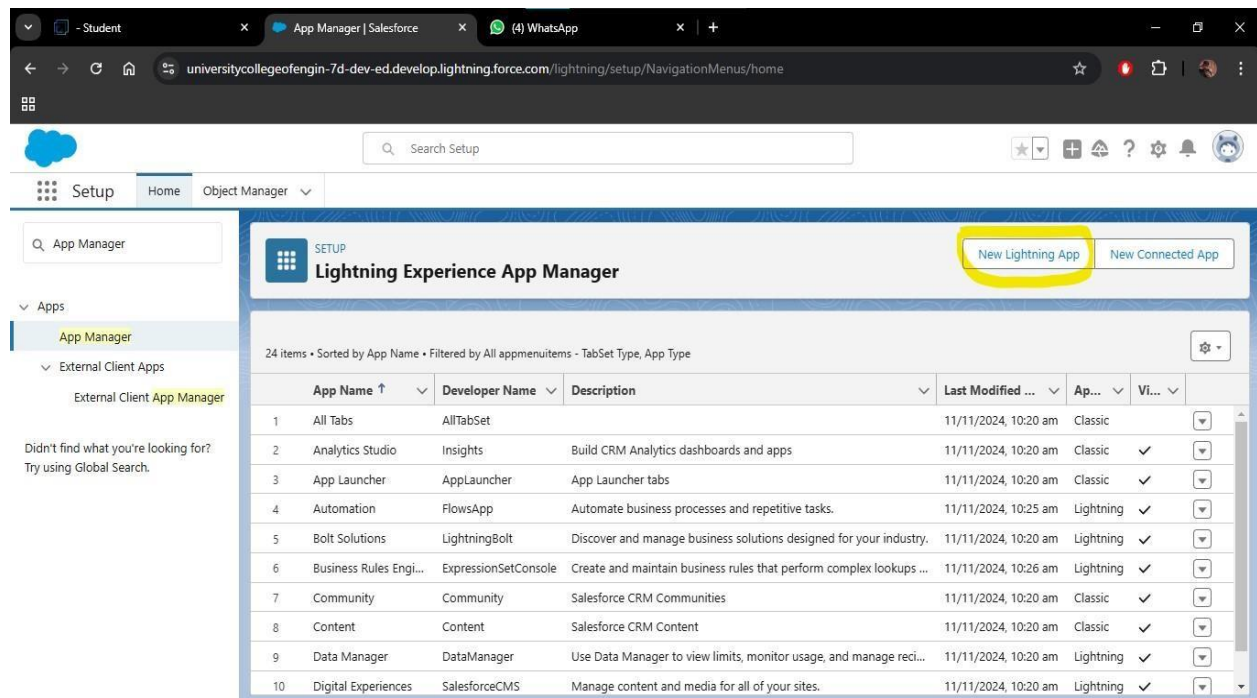 - Student
App Manager | Salesforce
(4) WhatsApp
universitycollegeofengin-7d-dev-ed.develop.lightning.force.com/lightning/setup/NavigationMenus/home
Search Setup
Setup Home Object Manager
App Manager
Apps
App Manager
External Client Apps
External Client App Manager
Didn't find what you're looking for?
Try using Global Search.
SETUP
Lightning Experience App Manager
New Lightning App New Connected App
24 items • Sorted by App Name • Filtered by All appmenuitems - TabSet Type, App Type
App Name ↑ Developer Name Description Last Modified ... Ap... Vi...
1 All Tabs AllTabSet 11/11/2024, 10:20 am Classic
2 Analytics Studio Insights Build CRM Analytics dashboards and apps 11/11/2024, 10:20 am Classic ✓
3 App Launcher AppLauncher App Launcher tabs 11/11/2024, 10:20 am Classic ✓
4 Automation FlowsApp Automate business processes and repetitive tasks. 11/11/2024, 10:25 am Lightning ✓
5 Bolt Solutions LightningBolt Discover and manage business solutions designed for your industry. 11/11/2024, 10:20 am Lightning ✓
6 Business Rules Engi... ExpressionSetConsole Create and maintain business rules that perform complex lookups ... 11/11/2024, 10:26 am Lightning ✓
7 Community Community Salesforce CRM Communities 11/11/2024, 10:20 am Classic ✓
8 Content Content Salesforce CRM Content 11/11/2024, 10:20 am Classic ✓
9 Data Manager DataManager Use Data Manager to view limits, monitor usage, and manage reci... 11/11/2024, 10:20 am Lightning ✓
10 Digital Experiences SalesforceCMS Manage content and media for all of your sites. 11/11/2024, 10:20 am Lightning ✓